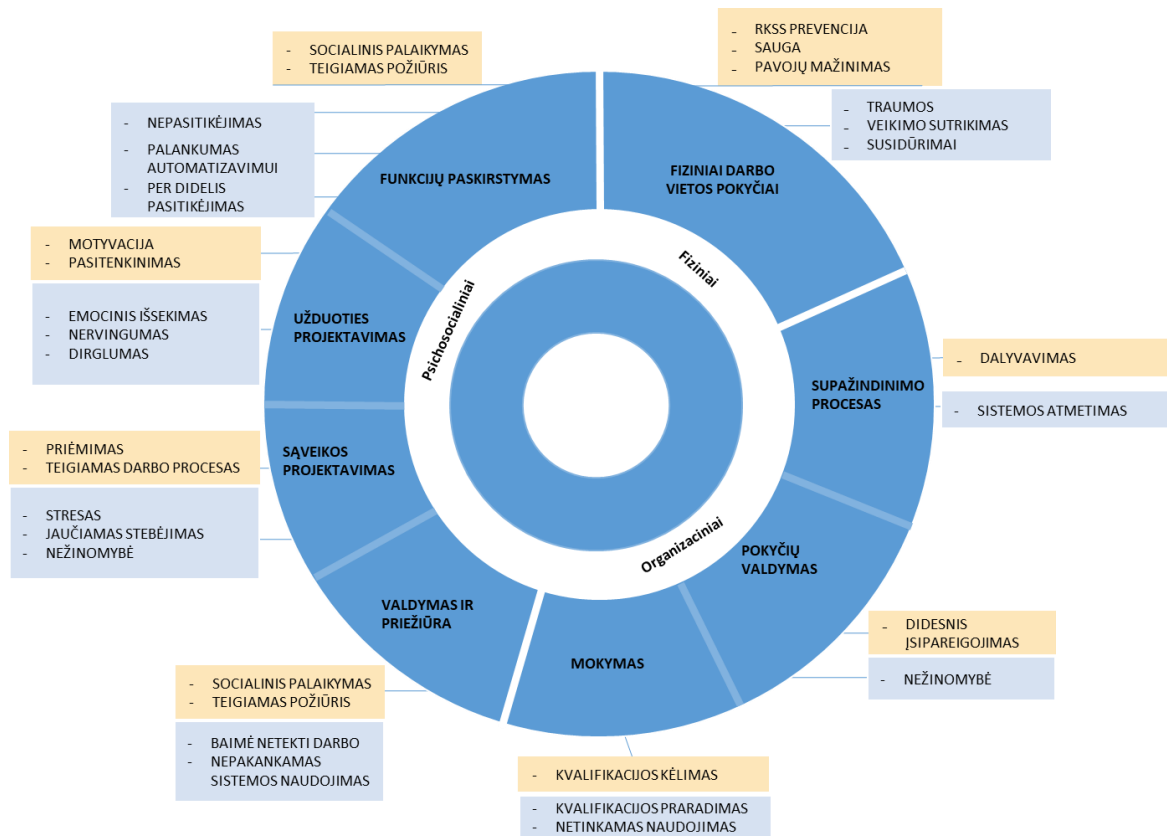 - SOCIALINIS PALAIKYMAS
- TEIGIAMAS POŽIŪRIS
- RKSS PREVENCIJA
- SAUGA
- PAVOJŲ MAŽINIMAS
- NEPASITIKĖJIMAS
- PALANKUMAS
AUTOMATIZAVIMUI
- PER DIDELIS
PASITIKĖJIMAS
- TRAUMOS
- VEIKIMO SUTRIKIMAS
- SUSIDŪRIMAI
FUNKCIJŲ PASKIRSTYMAS
FIZINIAI DARBO
VIETOS POKYČIAI
- MOTYVACIJA
- PASITENKINIMAS
- EMOCINIS IŠSEKIMAS
- NERVINGUMAS
- DIRGLUMAS
UŽDUOTIES
PROJEKTAVIMAS
Psichosocialiniai
Fiziniai
Organizaciniai
SUPAŽINDINIMO
PROCESAS
- DALYVAVIMAS
- SISTEMOS ATMETIMAS
- PRIĖMIMAS
- TEIGIAMAS DARBO PROCESAS
- STRESAS
- JAUČIAMAS STEBĖJIMAS
- NEŽINOMYBĖ
SĄVEIKOS
PROJEKTAVIMAS
POKYČIŲ
VALDYMAS
VALDYMAS IR
PRIEŽIŪRA
MOKYMAS
- DIDESNIS
ĮSIPAREIGOJIMAS
- NEŽINOMYBĖ
- SOCIALINIS PALAIKYMAS
- TEIGIAMAS POŽIŪRIS
- BAIMĖ NETEKTI DARBO
- NEPAKANKAMAS
SISTEMOS NAUDOJIMAS
- KVALIFIKACIJOS KĖLIMAS
- KVALIFIKACIJOS PRARADIMAS
- NETINKAMAS NAUDOJIMAS